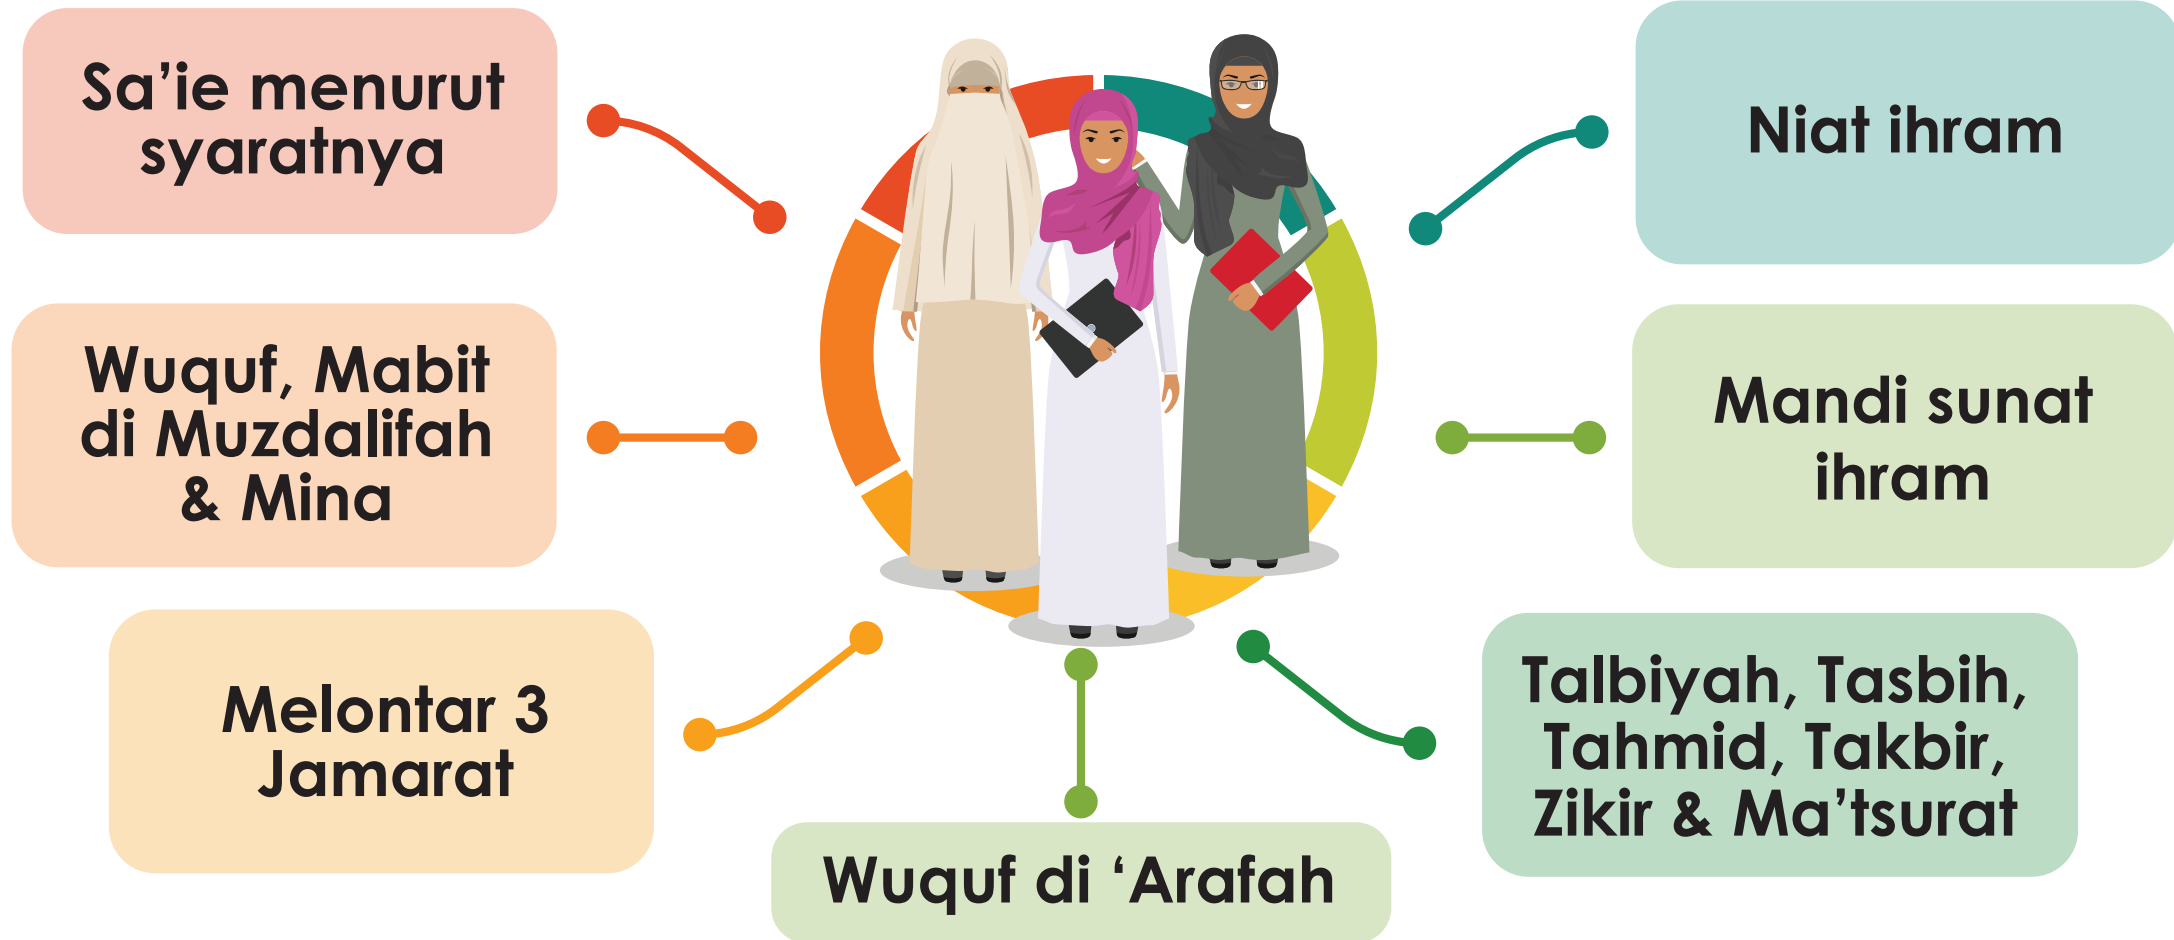 Sa’ie menurut
syaratnya
Niat ihram
Wuquf, Mabit
di Muzdalifah
& Mina
Mandi sunat
ihram
Melontar 3
Jamarat
Talbiyah, Tasbih,
Tahmid, Takbir,
Zikir & Ma’tsurat
Wuquf di ‘Arafah